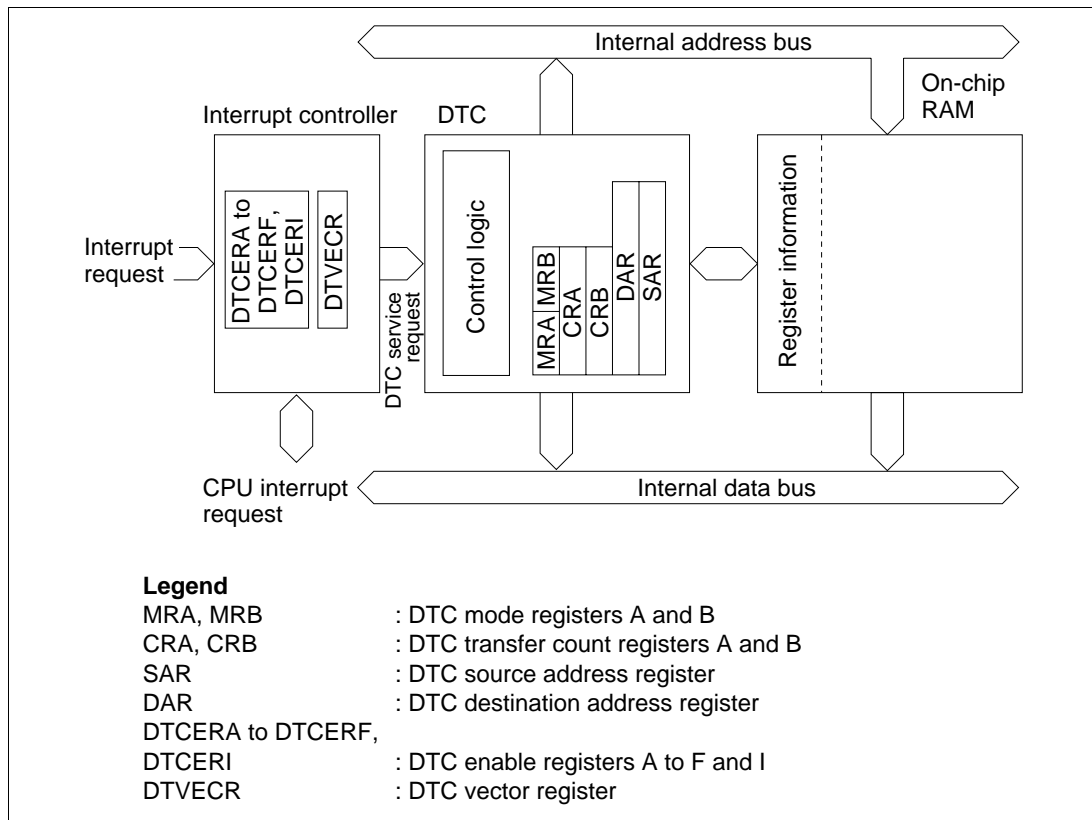 Internal address bus
On-chip
RAM
Interrupt controller
DTC
Interrupt
request
DTCERA to
DTCERF,
DTCERI
DTVECR
DTC service
request
Control logic
MRA
MRB
CRA
CRB
DAR
SAR
Register information
CPU interrupt
request
Internal data bus
Legend
MRA, MRB : DTC mode registers A and B
CRA, CRB : DTC transfer count registers A and B
SAR : DTC source address register
DAR : DTC destination address register
DTCERA to DTCERF,
DTCERI : DTC enable registers A to F and I
DTVECR : DTC vector register